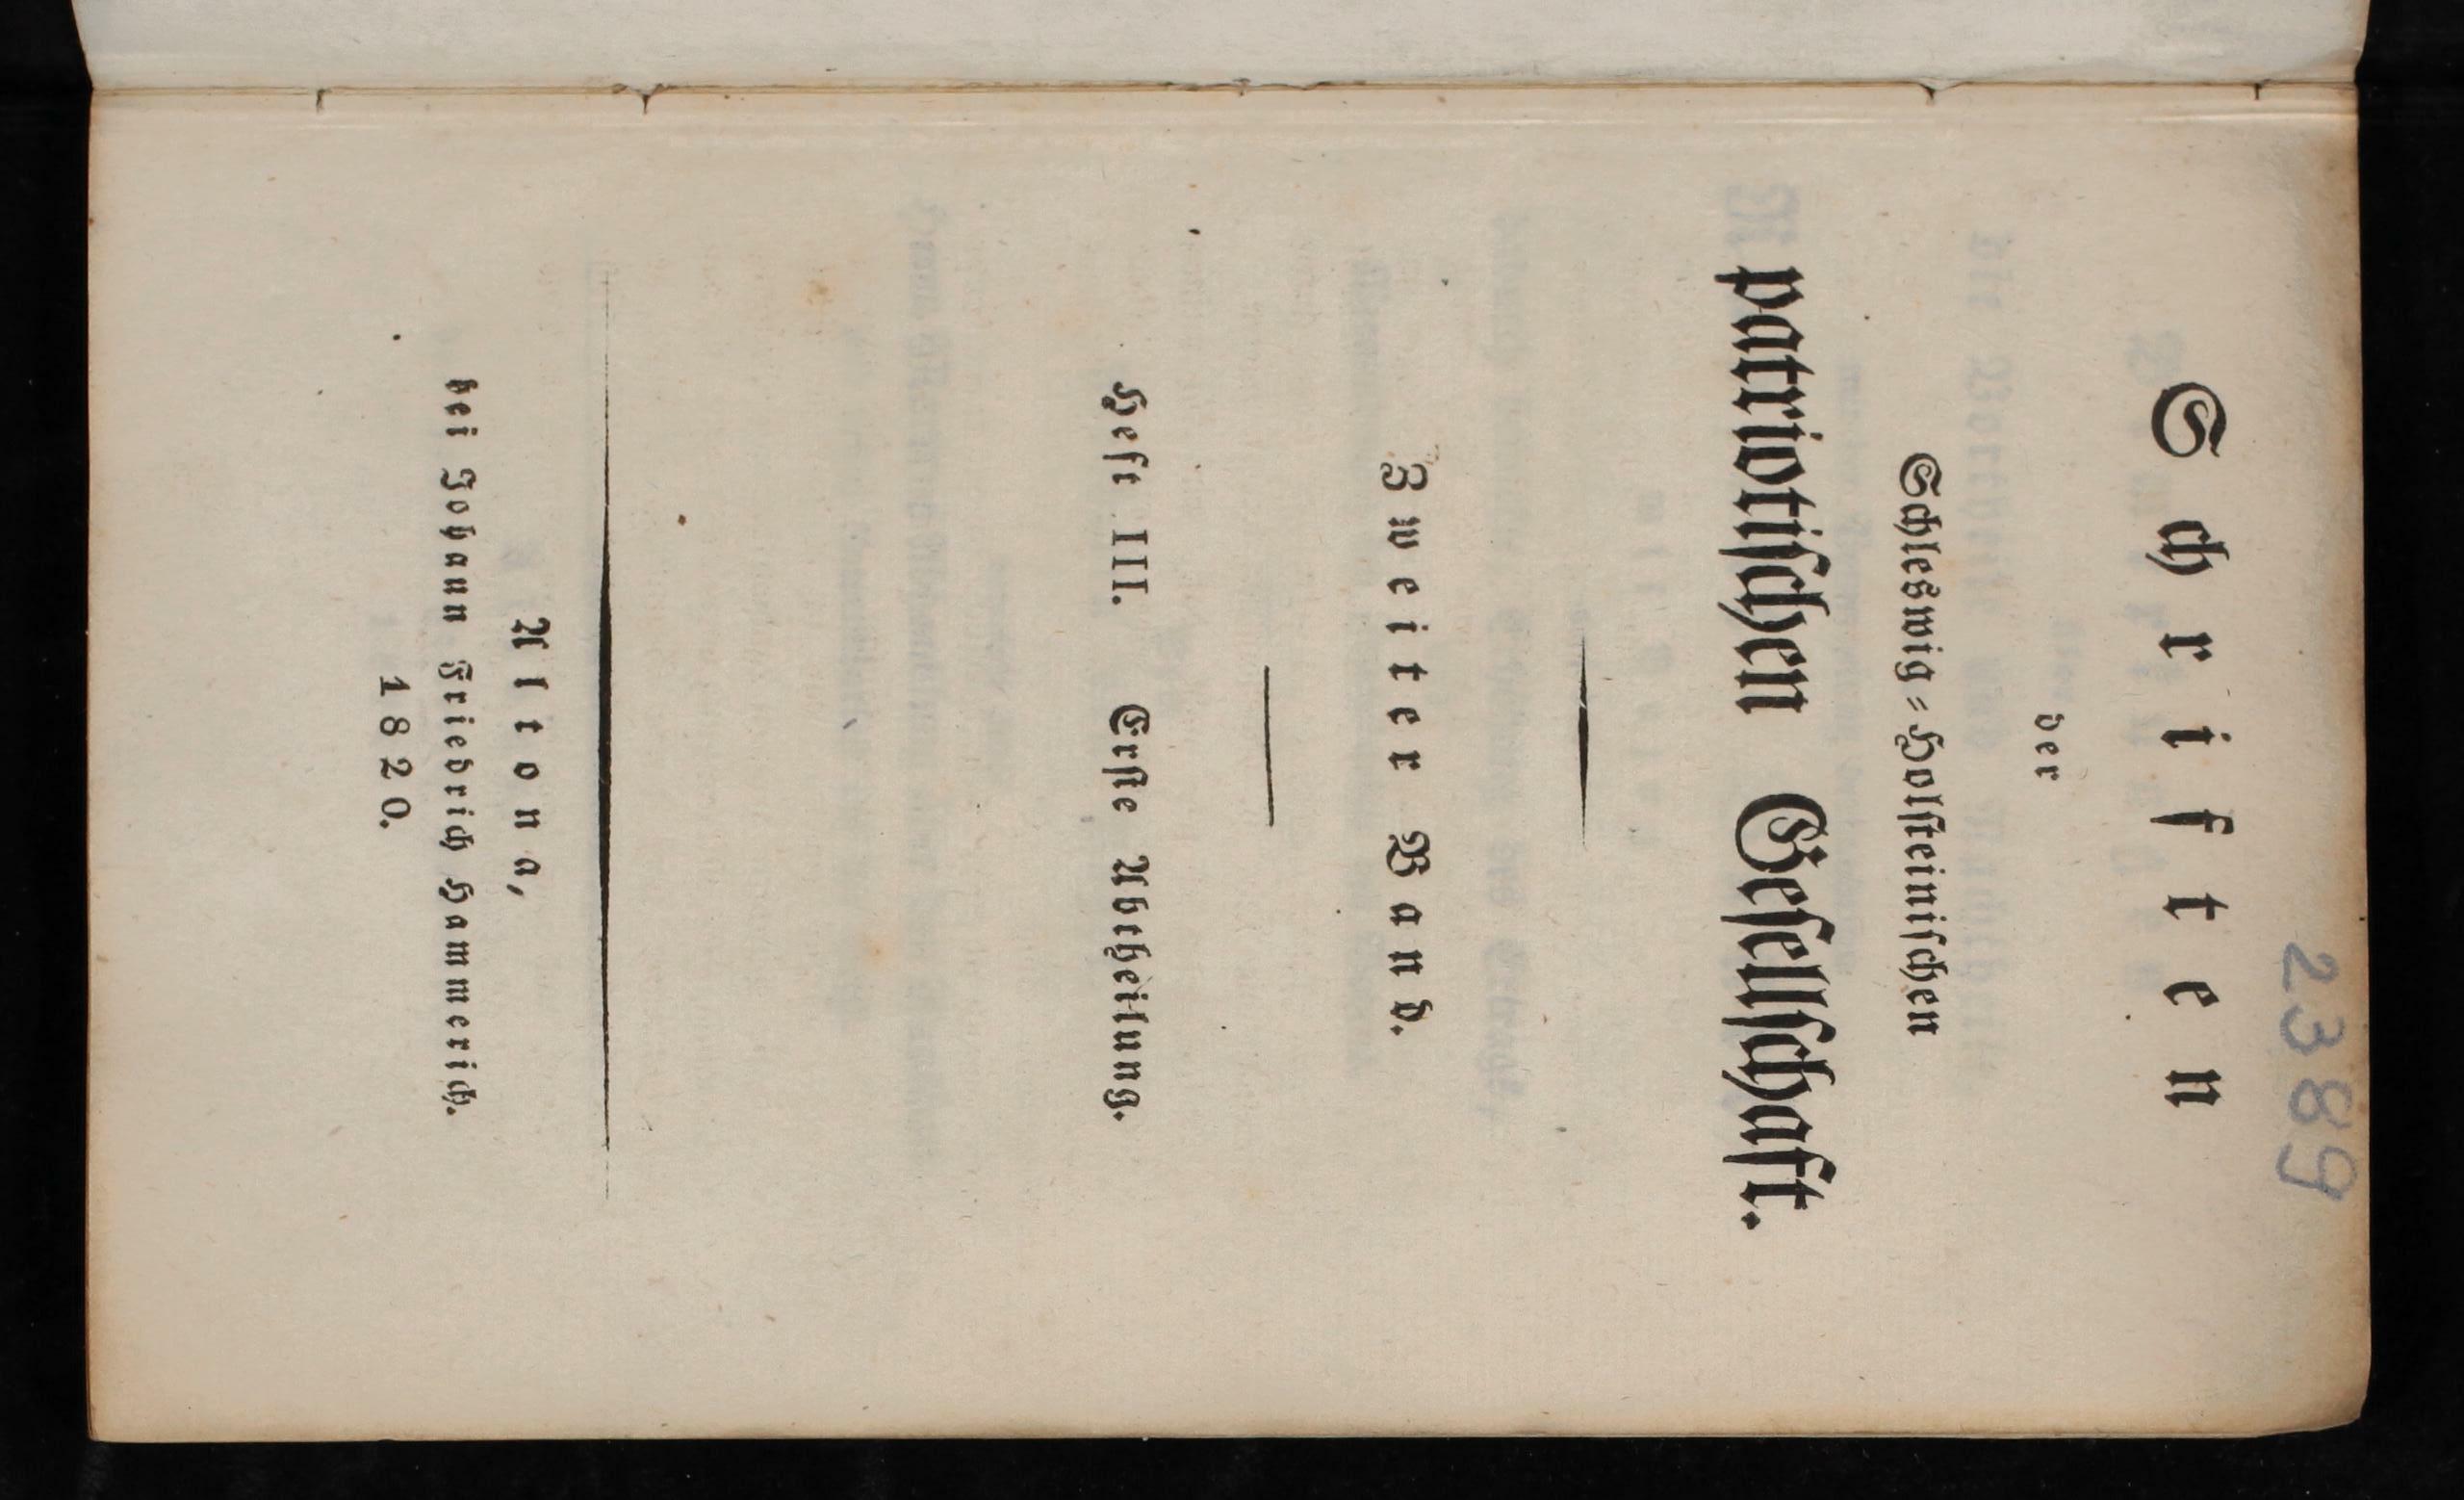 2389
Schriften
der
Schleswig=Holsteinischen
patriotischen Gesellschaft.
Zweiter Band.
Heft III. Erste Abtheilung.
Altona,
bei Johann Friedrich Hammerich.
1820.